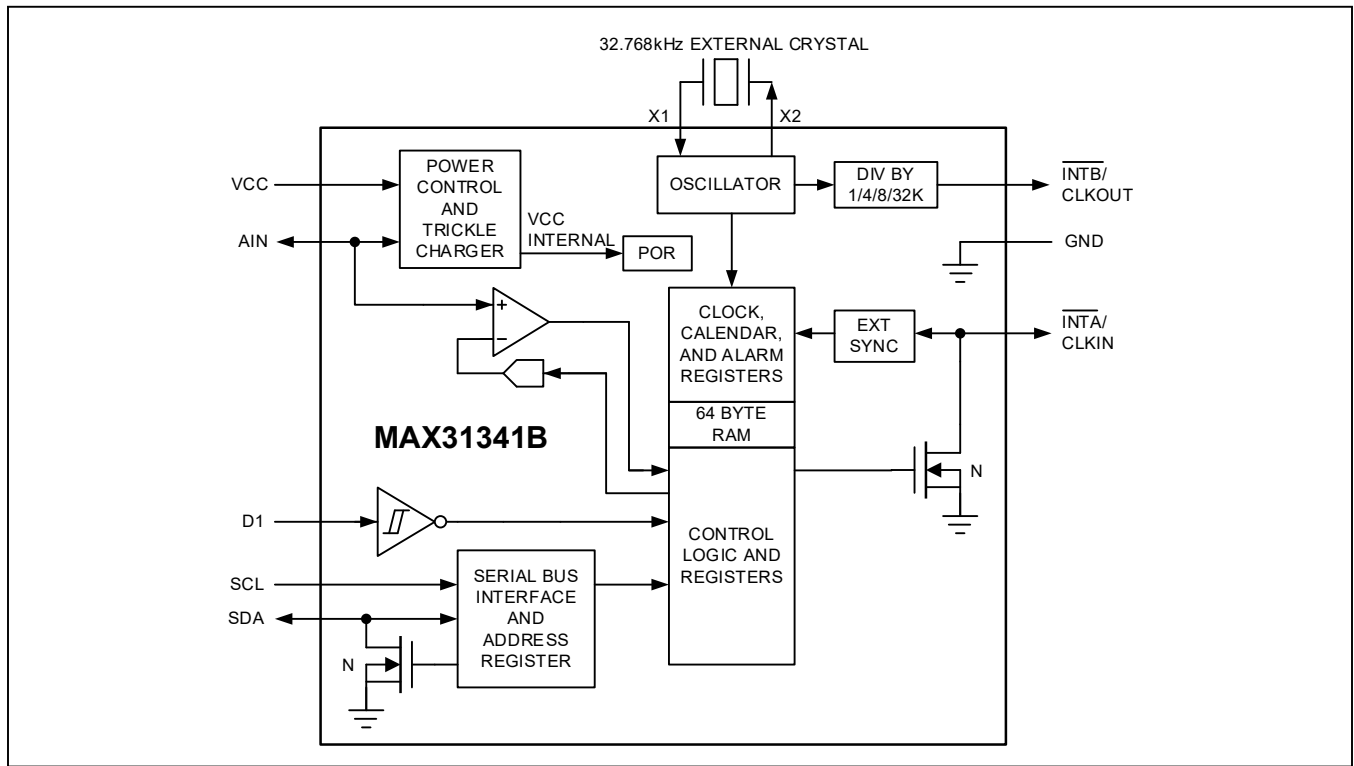 32.768kHz EXTERNAL CRYSTAL
X1
X2
VCC
POWER
CONTROL
AND
TRICKLE
CHARGER
OSCILLATOR
DIV BY
1/4/8/32K
INTB/
CLKOUT
AIN
VCC
INTERNAL
POR
GND
+
-
CLOCK,
CALENDAR,
AND ALARM
REGISTERS
EXT
SYNC
INTA/
CLKIN
64 BYTE
RAM
MAX31341B
N
D1
CONTROL
LOGIC AND
REGISTERS
SCL
SDA
SERIAL BUS
INTERFACE
AND
ADDRESS
REGISTER
N